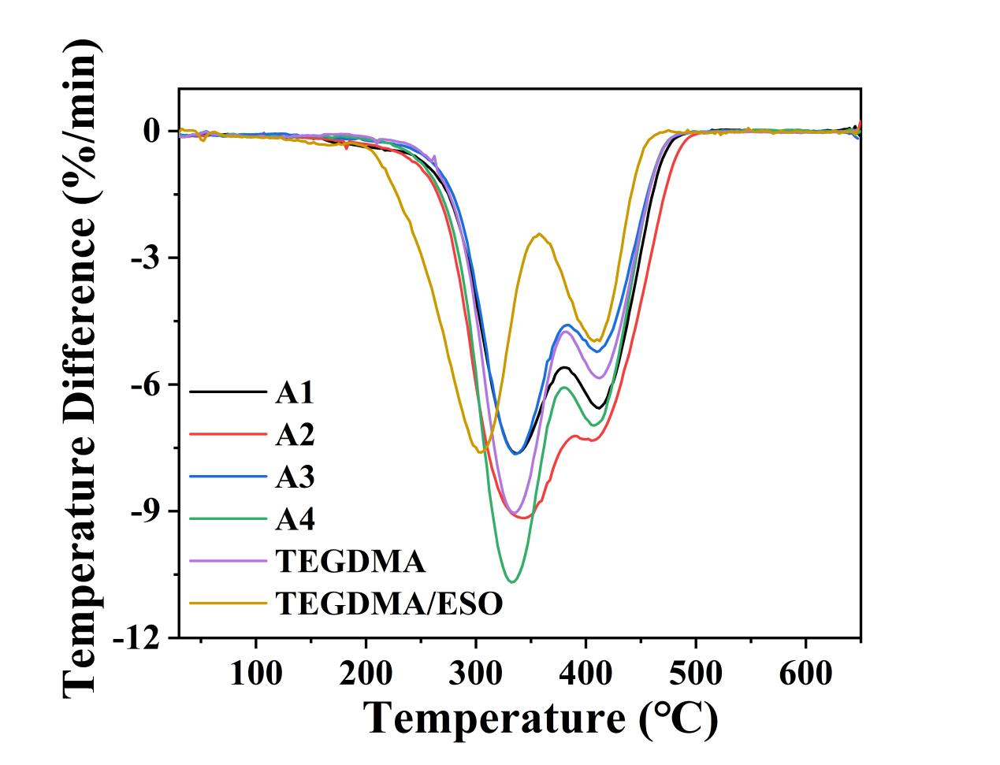 Temperature Difference (%/min)
0
-3
-6
-9
-12
A1
A2
A3
A4
TEGDMA
TEGDMA/ESO
100 200 300 400 500 600
Temperature (°C)